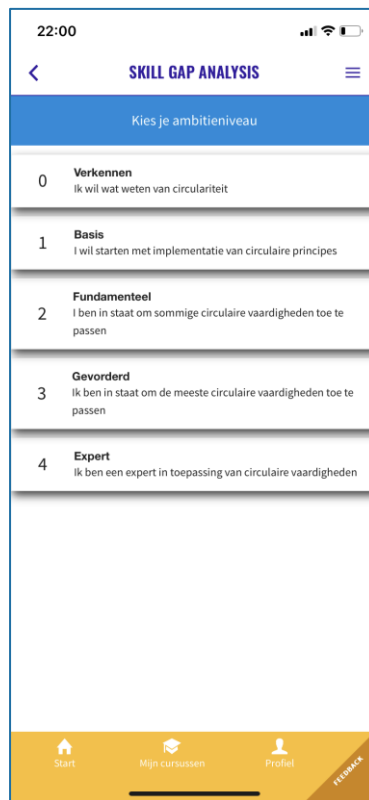 22:00
SKILL GAP ANALYSIS
Kies je ambitieniveau
0
Verkennen
Ik wil wat weten van circulariteit
1
Basis
I wil starten met implementatie van circulaire principes
2
Fundamenteel
I ben in staat om sommige circulaire vaardigheden toe te
passen
3
Gevorderd
Ik ben in staat om de meeste circulaire vaardigheden toe te
passen
4
Expert
Ik ben een expert in toepassing van circulaire vaardigheden
Start
Mijn cursussen
Profiel
FEEDBACK